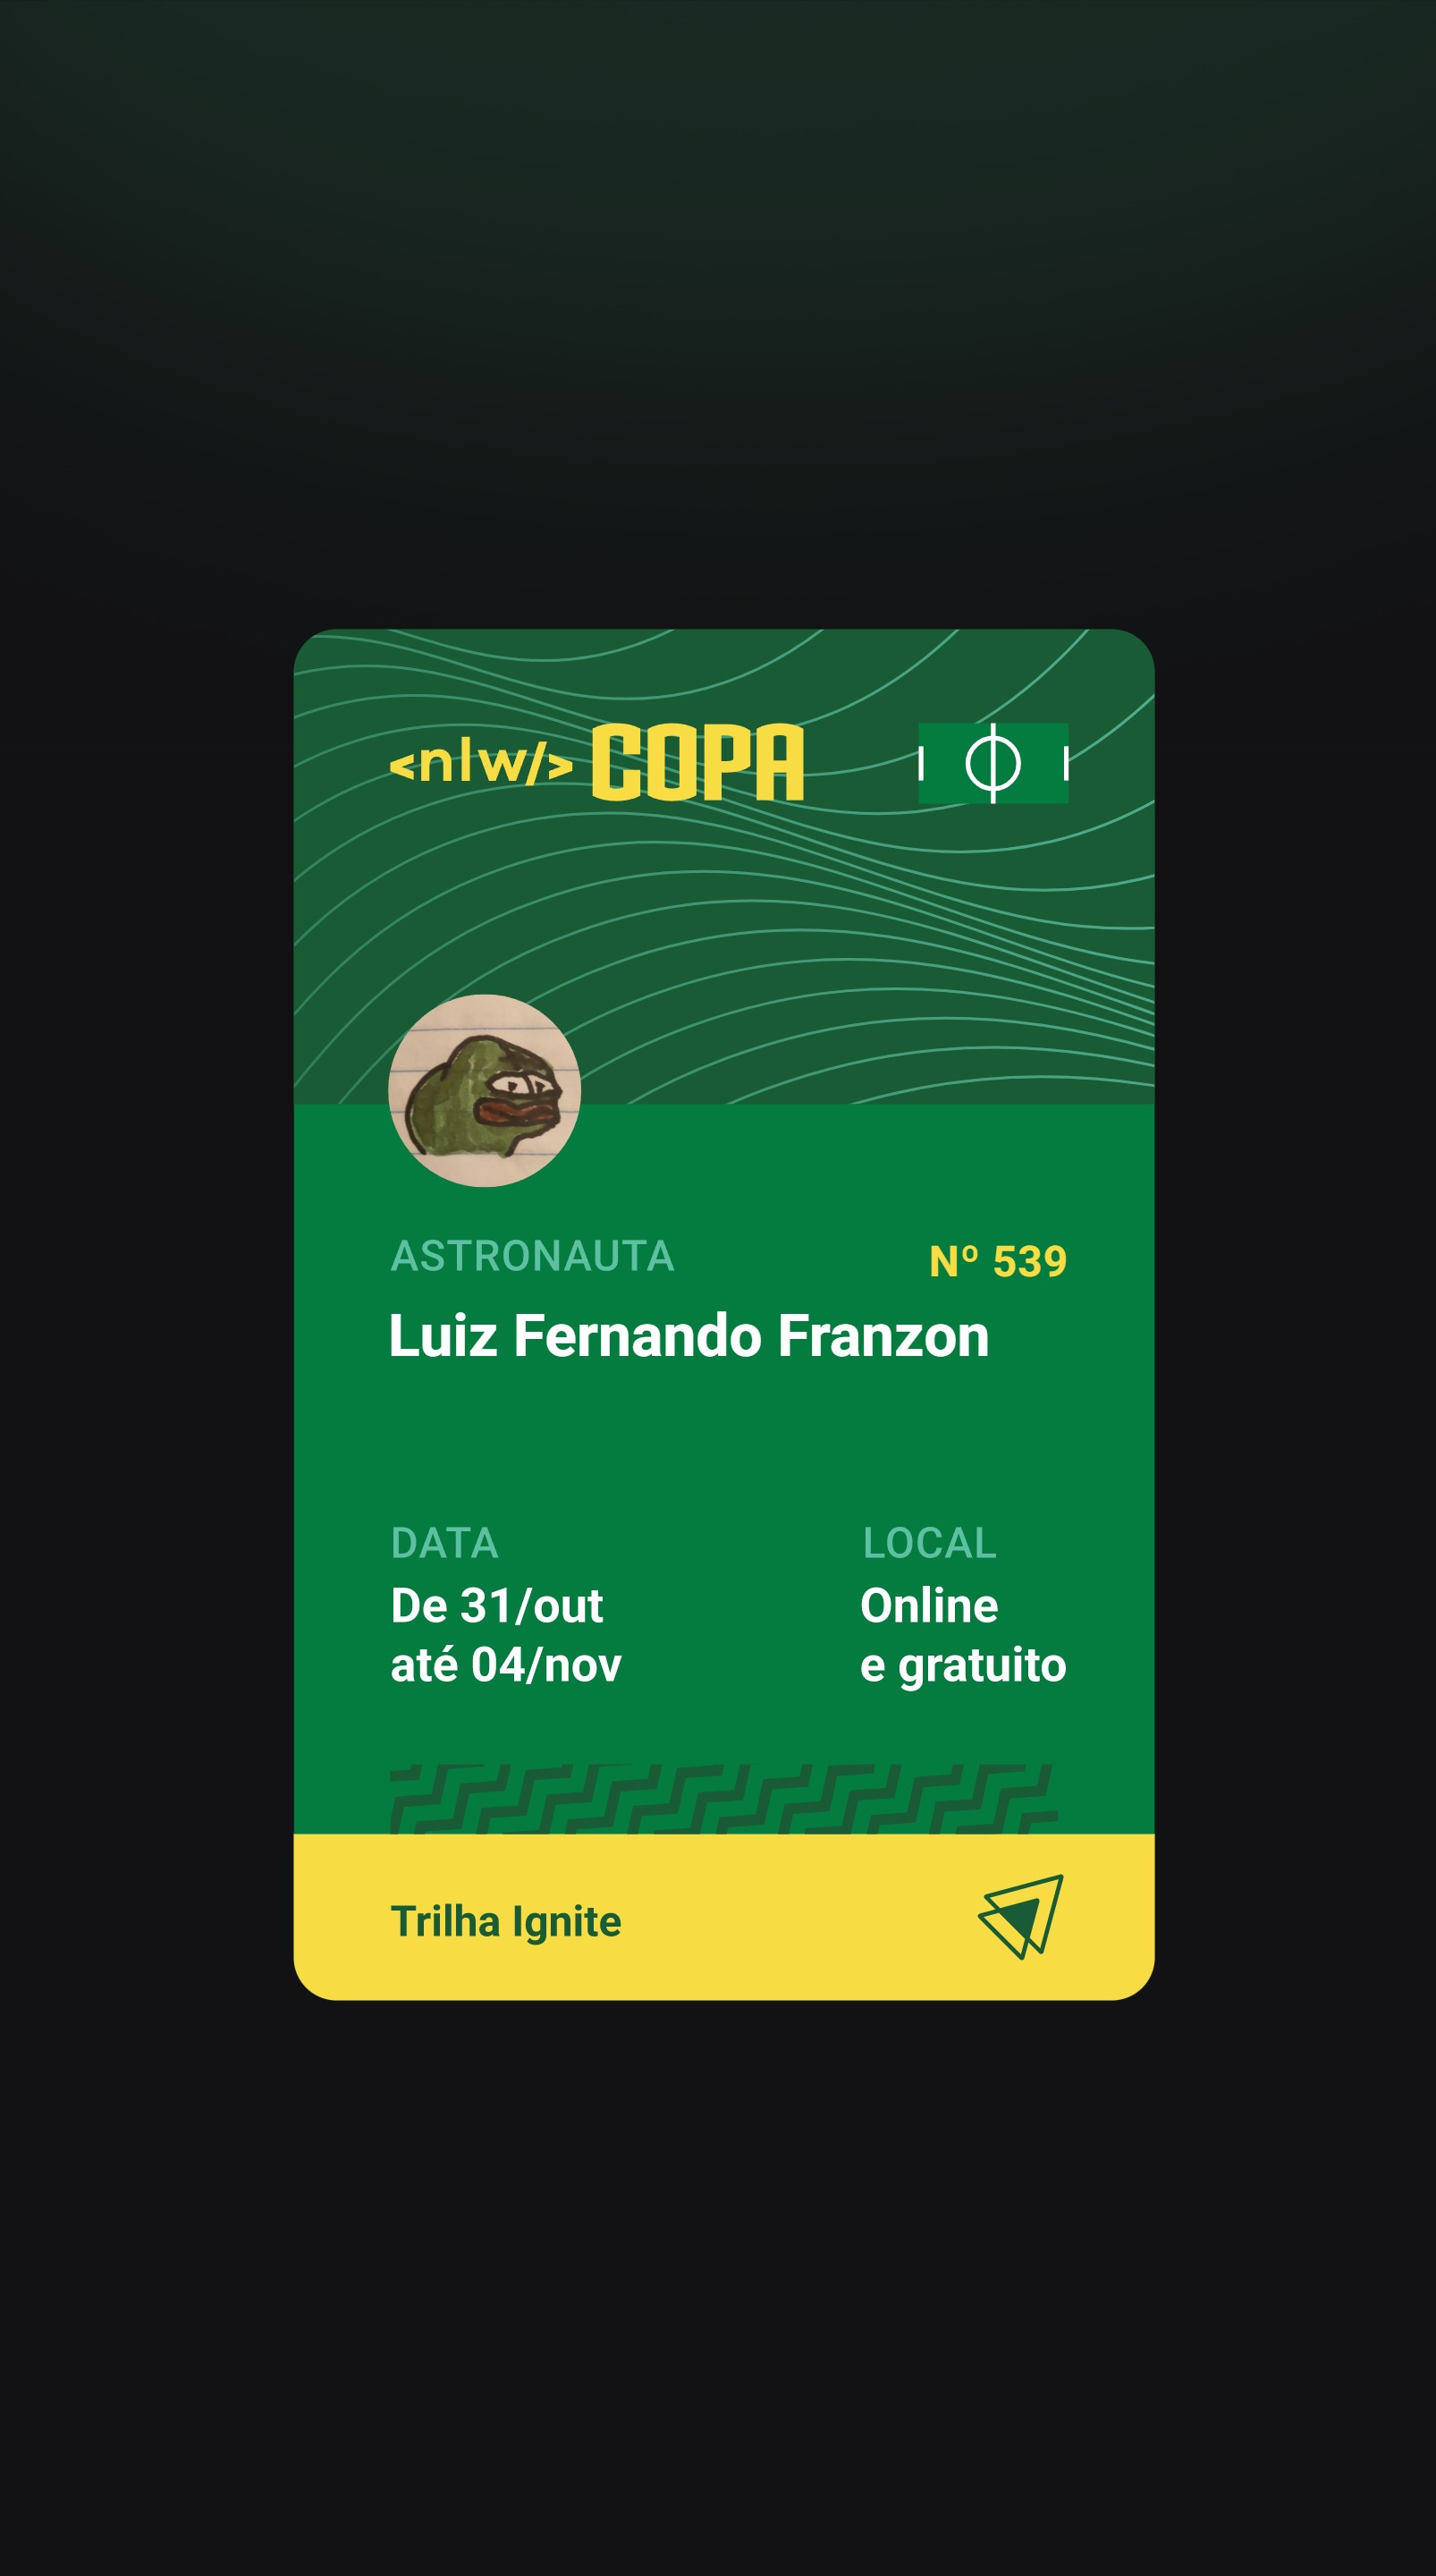 <nlw/> COPA
ASTRONAUTA
Nº 539
Luiz Fernando Franzon
DATA
De 31/out
até 04/nov
LOCAL
Online
e gratuito
Trilha Ignite